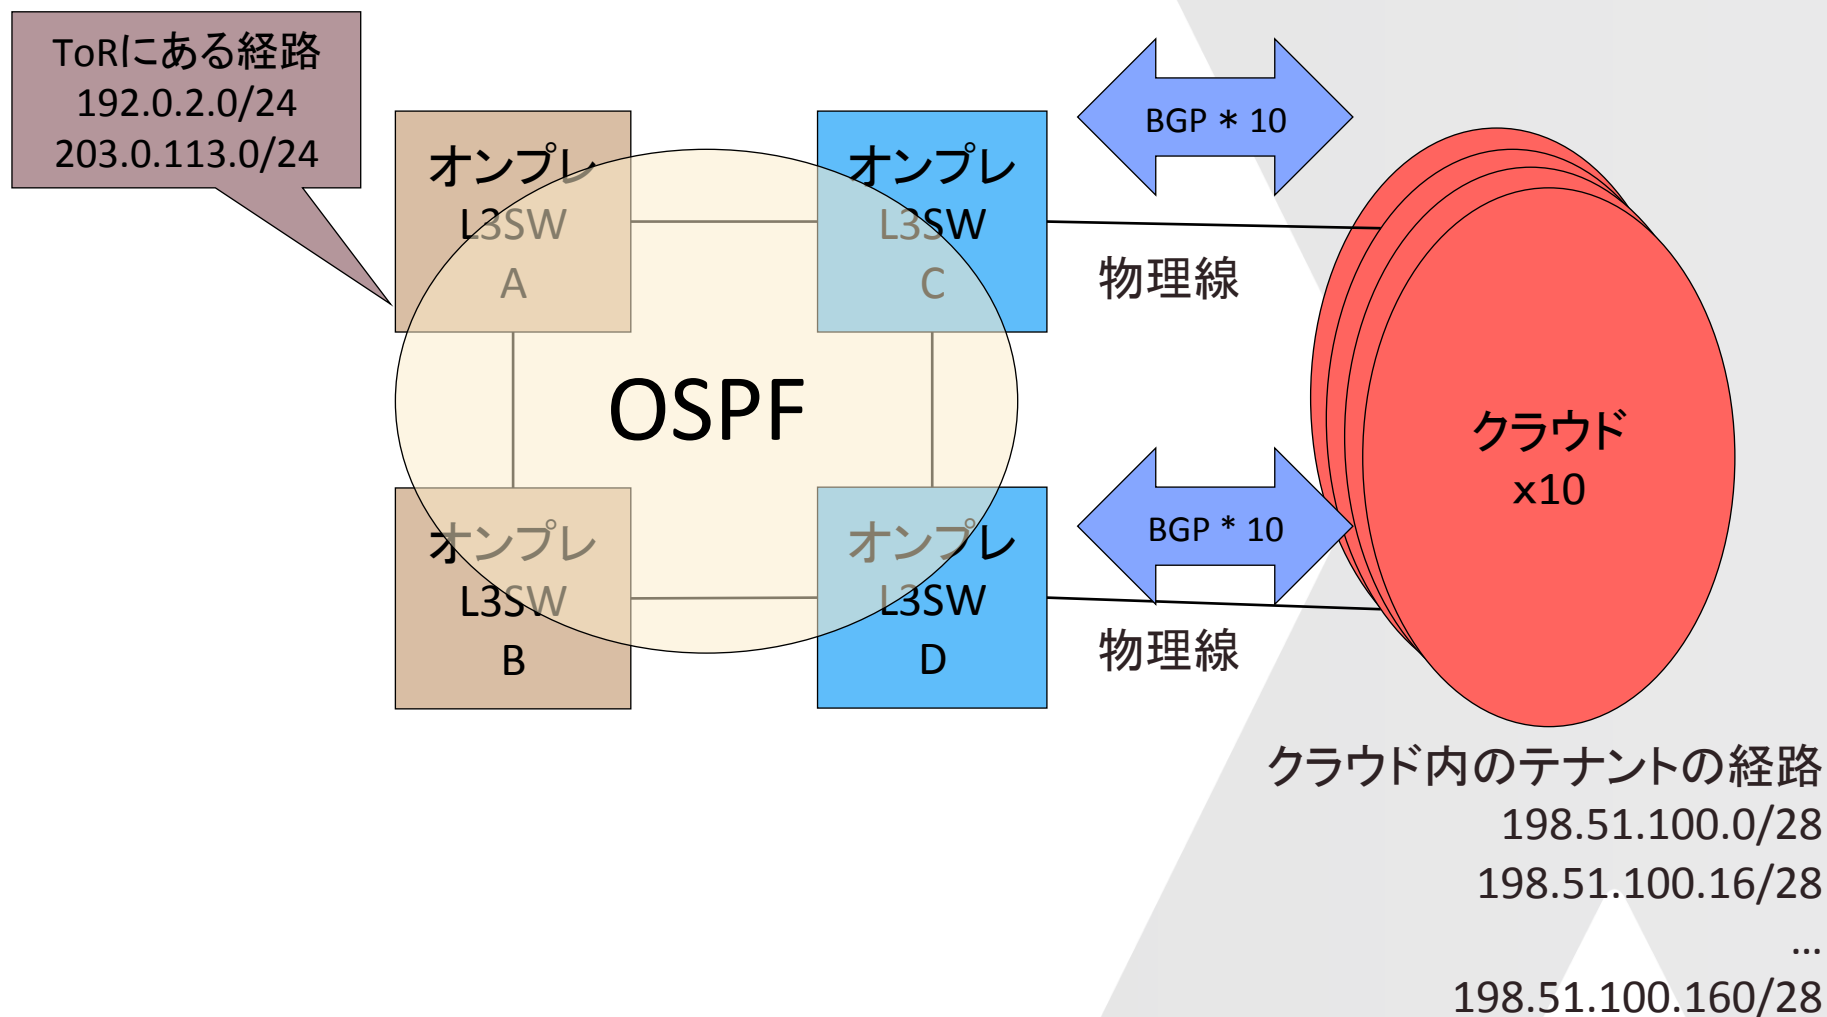 ToRにある経路
192.0.2.0/24
203.0.113.0/24
オンプレ
L3SW
A
オンプレ
L3SW
C
BGP * 10
物理線
OSPF
オンプレ
L3SW
B
オンプレ
L3SW
D
BGP * 10
物理線
クラウド
x10
クラウド内のテナントの経路
198.51.100.0/28
198.51.100.16/28
...
198.51.100.160/28